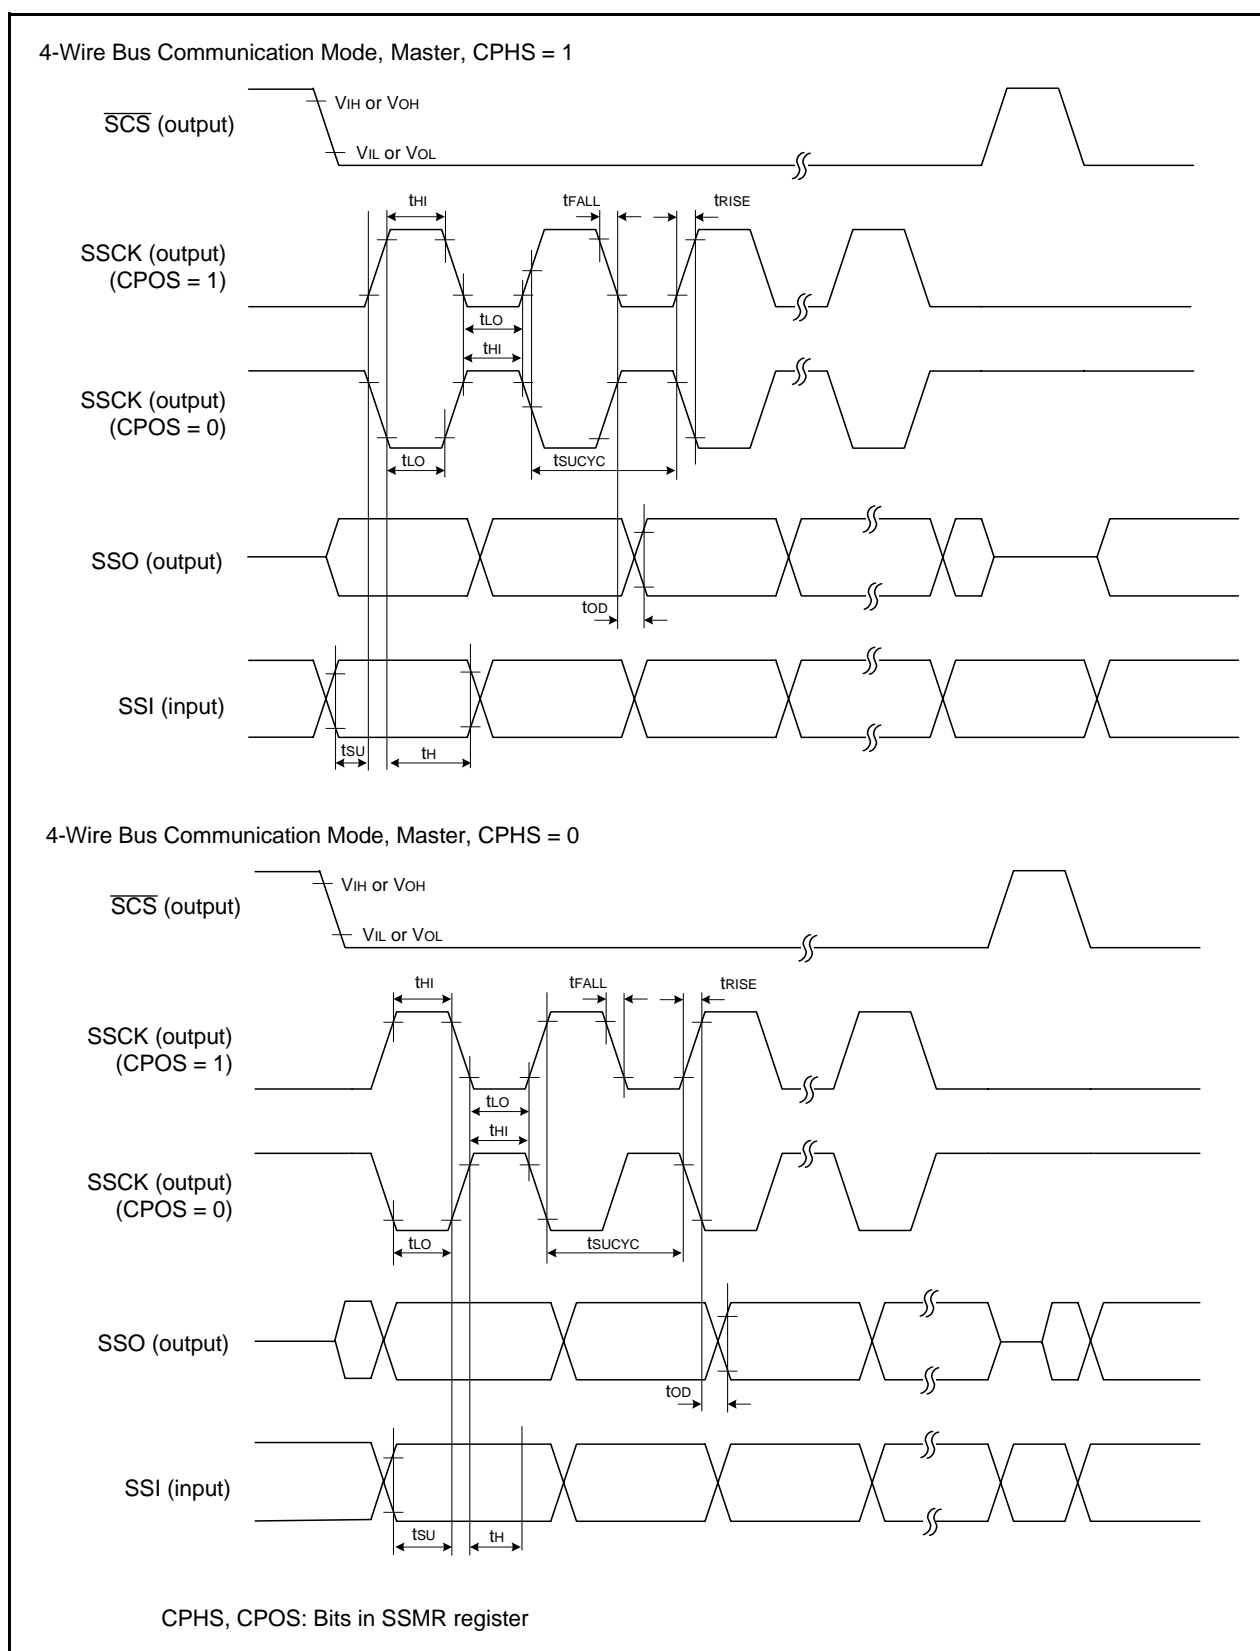 4-Wire Bus Communication Mode, Master, CPHS = 1
VIH or VOH
SCS (output)
VIL or VOL
tHI
tFALL
tRISE
SSCK (output)
(CPOS = 1)
tLO
tHI
SSCK (output)
(CPOS = 0)
tLO
tSUCYC
SSO (output)
tOD
SSI (input)
tSU
tH
4-Wire Bus Communication Mode, Master, CPHS = 0
VIH or VOH
SCS (output)
VIL or VOL
tHI
tFALL
tRISE
SSCK (output)
(CPOS = 1)
tLO
tHI
SSCK (output)
(CPOS = 0)
tLO
tSUCYC
SSO (output)
tOD
SSI (input)
tSU
tH
CPHS, CPOS: Bits in SSMR register